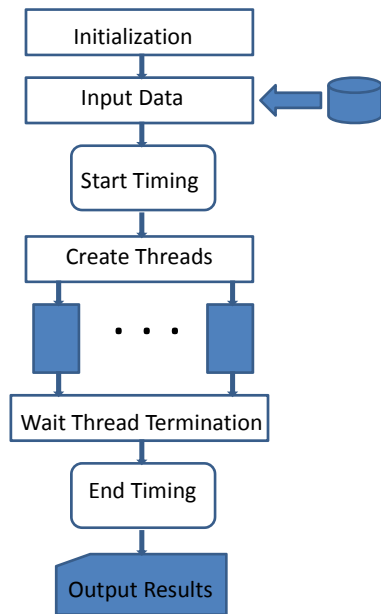 Initialization
Input Data
Start Timing
Create Threads
. . .
Wait Thread Termination
End Timing
Output Results